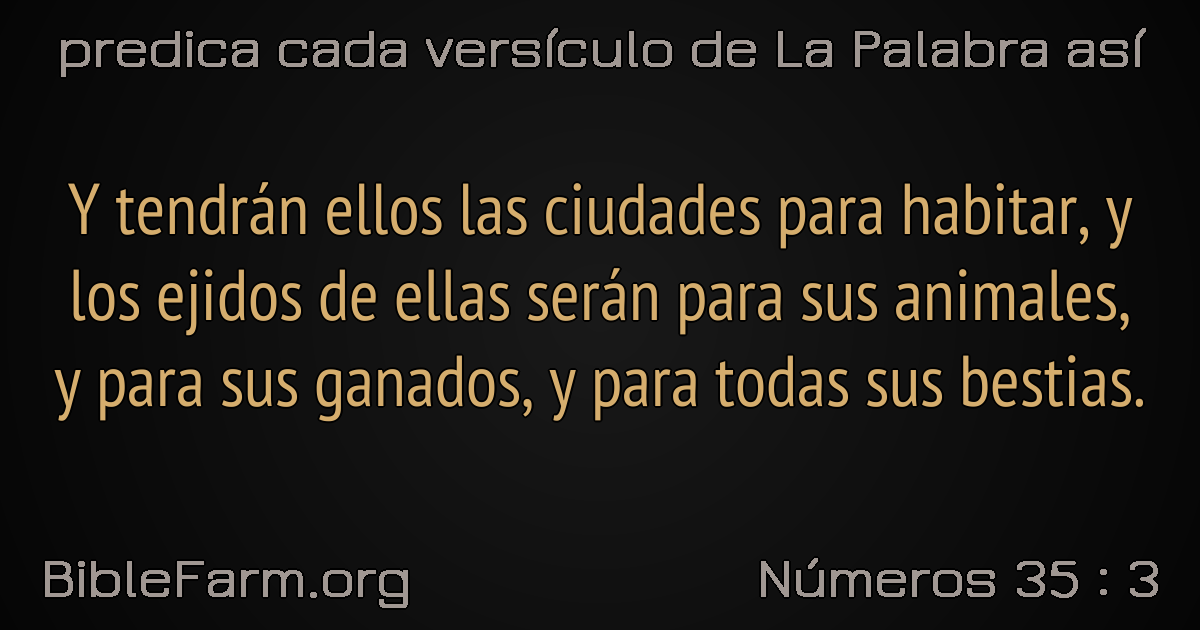 predica cada versículo de La Palabra así
Y tendrán ellos las ciudades para habitar, y
los ejidos de ellas serán para sus animales,
y para sus ganados, y para todas sus bestias.
BibleFarm.org
Números 35 : 3